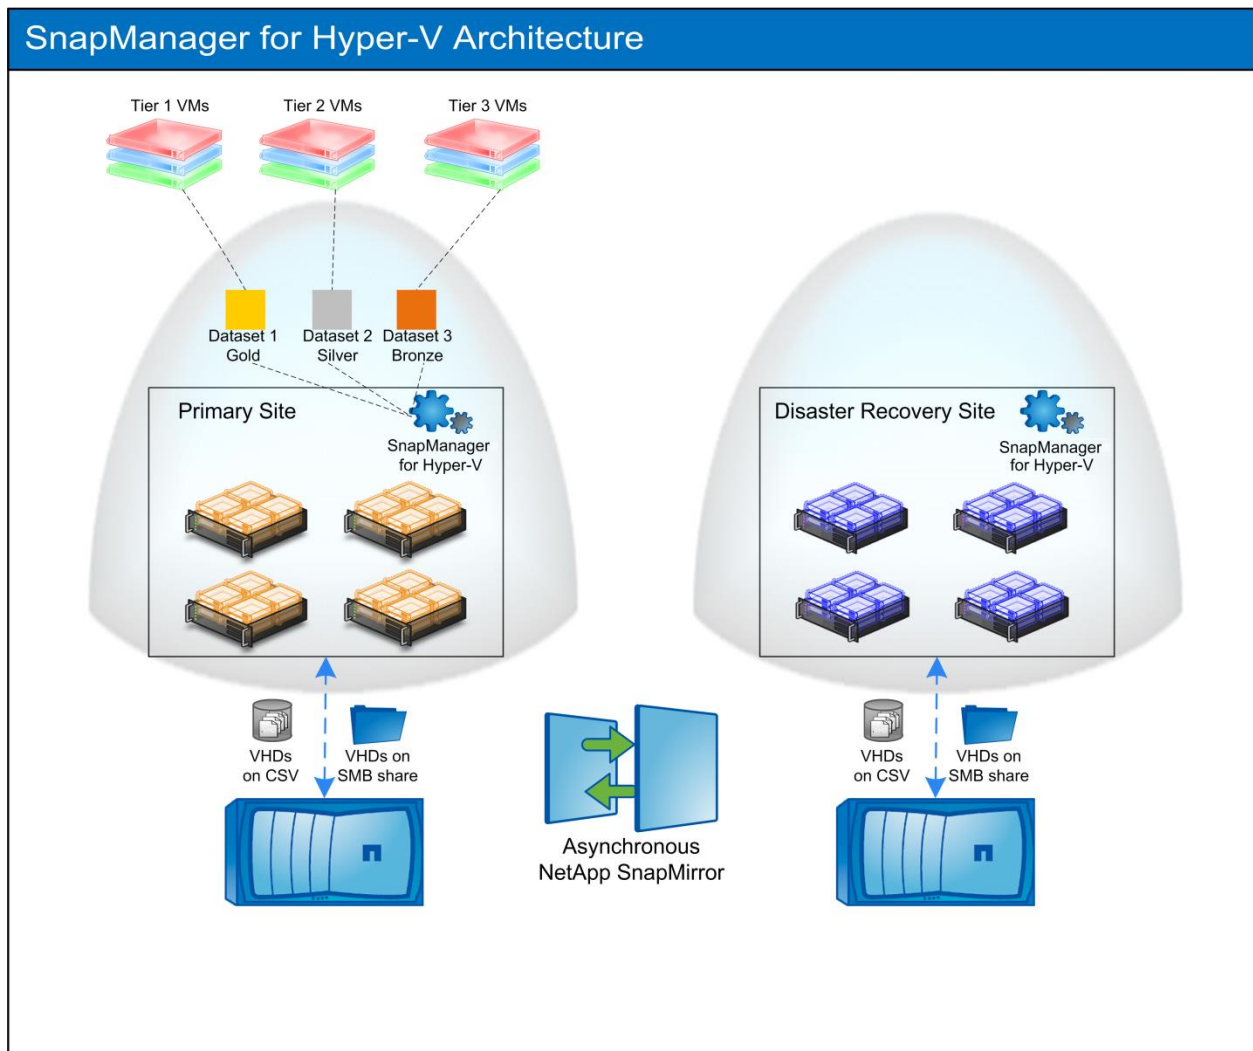 SnapManager for Hyper-V Architecture
Tier 1 VMs
Tier 2 VMs
Tier 3 VMs
Dataset 1
Gold
Dataset 2
Silver
Dataset 3
Bronze
Primary Site
SnapManager
for Hyper-V
Disaster Recovery Site
SnapManager
for Hyper-V
VHDs
on CSV
VHDs on
SMB share
VHDs
on CSV
VHDs on
SMB share
Asynchronous
NetApp SnapMirror